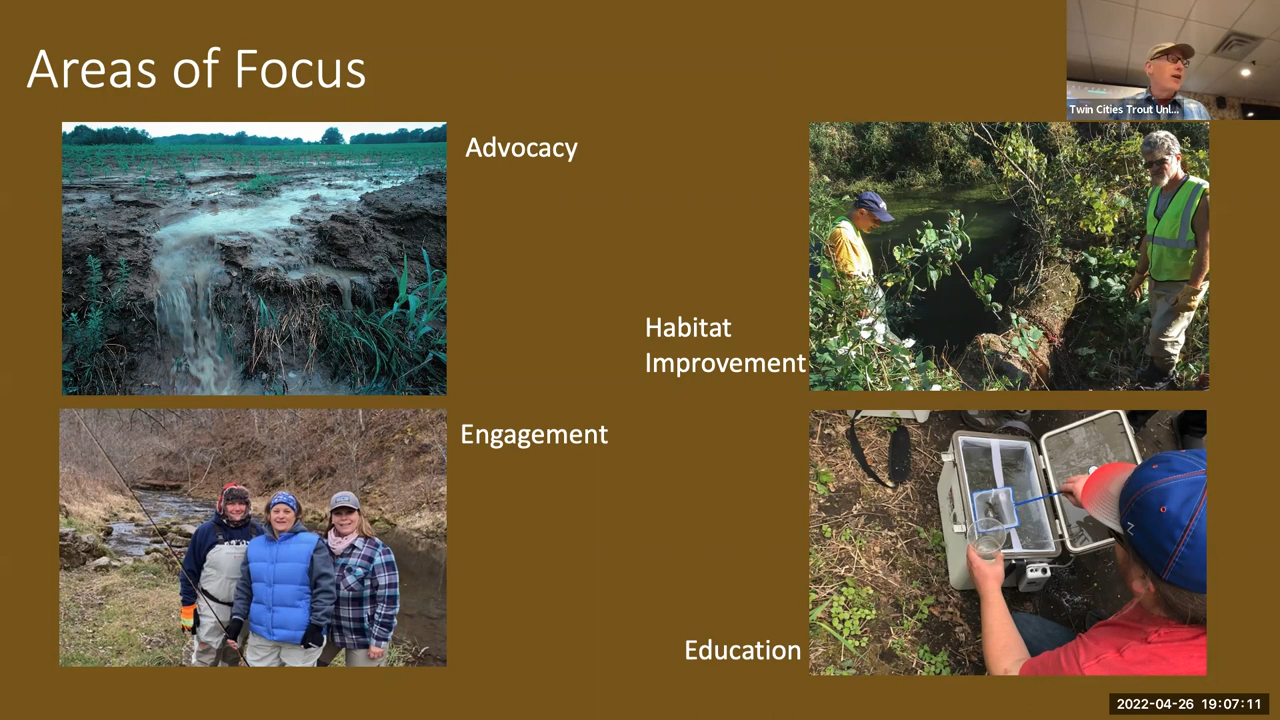 Areas of Focus
Twin Cities Trout Unl...
Advocacy
Habitat
Improvement
Engagement
Education
2022-04-26 19:07:11